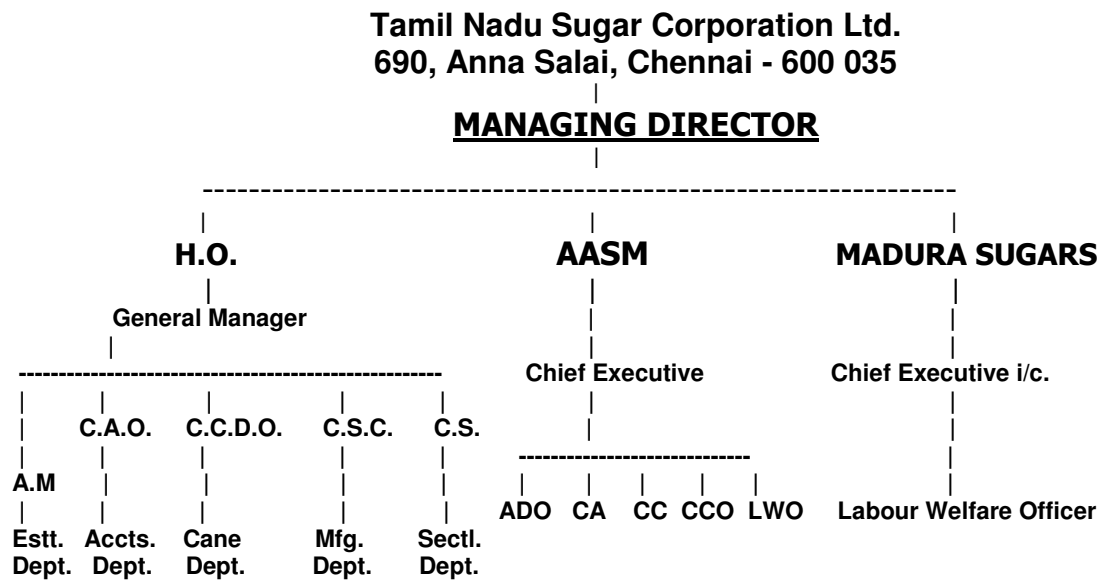 Tamil Nadu Sugar Corporation Ltd.
690, Anna Salai, Chennai - 600 035
MANAGING DIRECTOR
H.O. AASM MADURA SUGARS
General Manager
Chief Executive Chief Executive i/c.
C.A.O. C.C.D.O. C.S.C. C.S.
A.M
ADO CA CC CCO LWO Labour Welfare Officer
Estt. Accts. Cane Mfg. Sectl.
Dept. Dept. Dept. Dept. Dept.